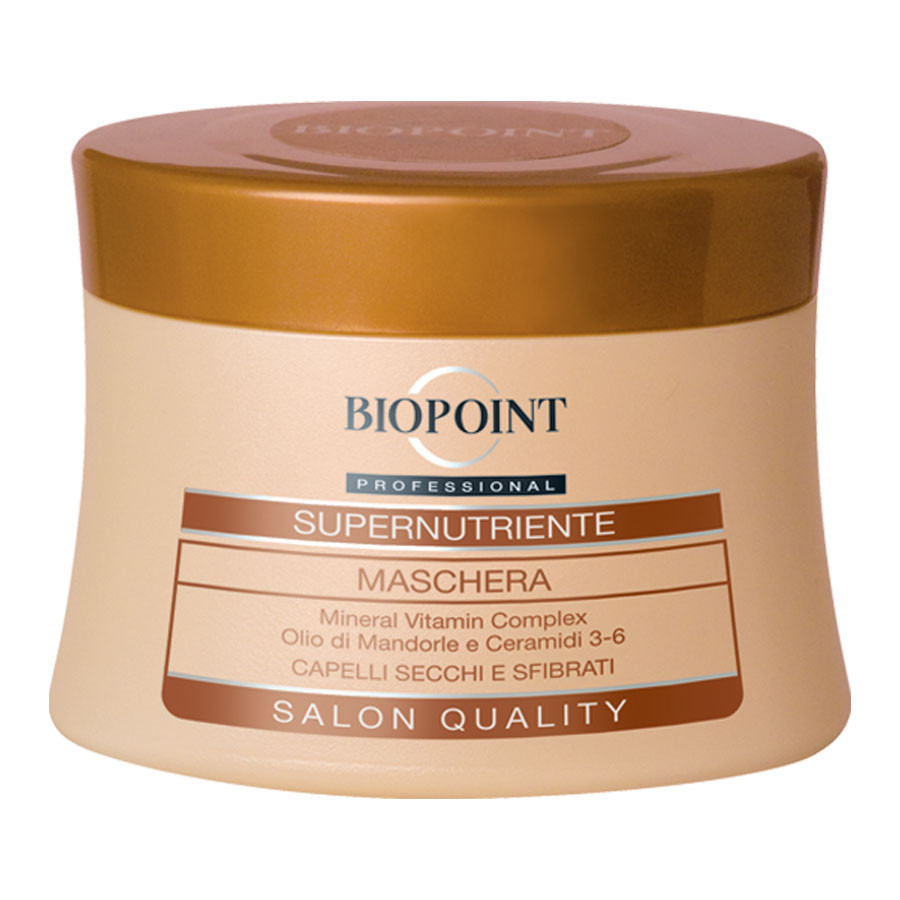 BIOPOINT
BIOPOINT
PROFESSIONAL
SUPERNUTRIENTE
MASCHERA
Mineral Vitamin Complex
Olio di Mandorle e Ceramidi 3-6
CAPELLI SECCHI E SFIBRATI
SALON QUALITY